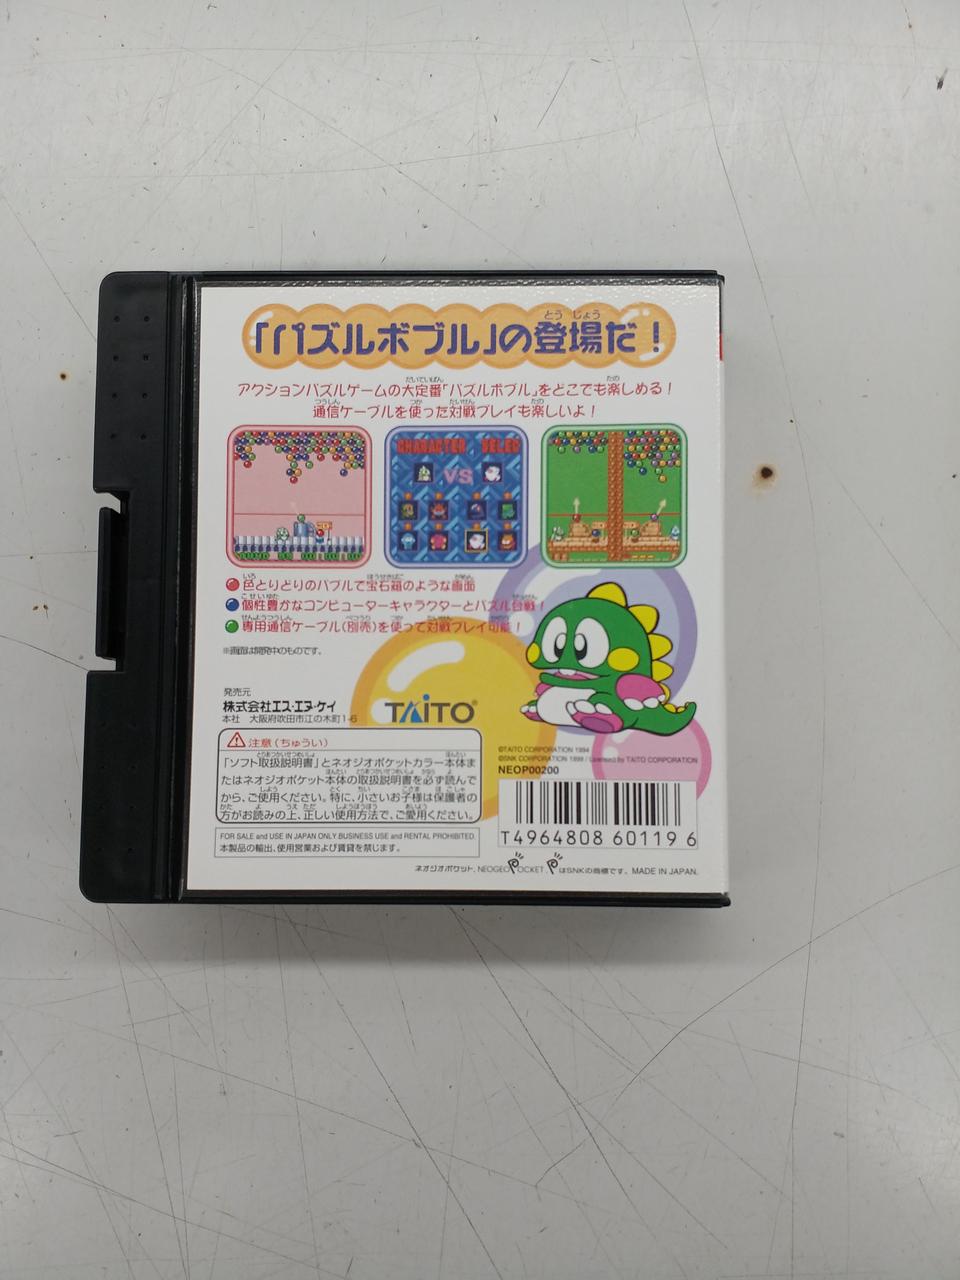 「パズルボブル」の登場だ！
アクションパズルゲームの大定番「パズルボブル」をどこでも楽しめる！
通信ケーブルを使った対戦プレイも楽しいよ！
CHARACTER SELEC
VS
色とりどりのバブルで宝石箱のような画面
個性豊かなコンピューターキャラクターとパズル合戦！
専用通信ケーブル(別売)を使って対戦プレイ可能！
※画面は開発中のものです。
発売元
株式会社エス・エヌ・ケイ
本社 大阪府吹田市江の木町1-6
TAITO®
注意(ちゅうい)
「ソフト取扱説明書」とネオジオポケットカラー本体ま
たはネオジオポケット本体の取扱説明書を必ず読んで
から、ご使用ください。特に、小さいお子様は保護者の
方がお読みの上、正しい使用方法で、ご愛用ください。
FOR SALE and USE IN JAPAN ONLY.BUSINESS USE and RENTAL PROHIBITED.
本製品の輸出、使用営業および賃貸を禁じます。
©TAITO CORPORATION 1994
©SNK CORPORATION 1999 / Licensed by TAITO CORPORATION
NEOP00200
T4964808 601196
ネオジオポケット、NEOGEO POCKET、はSNKの商標です。MADE IN JAPAN.